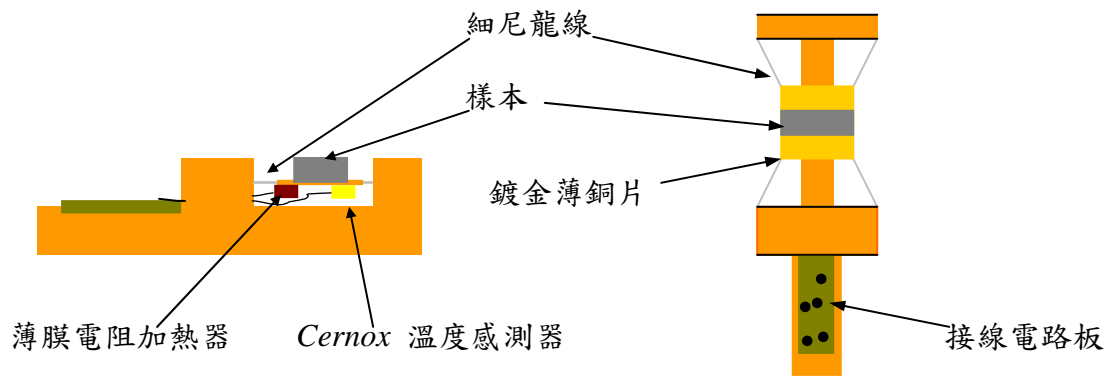 細尼龍線
樣本
鍍金薄銅片
薄膜電阻加熱器
Cernox 溫度感測器
接線電路板